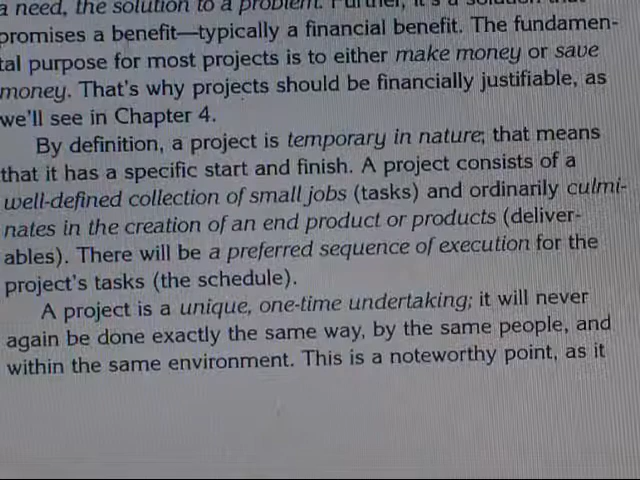 a need, the solution to a problem. Further, it's a solution that
promises a benefit—typically a financial benefit. The fundamen-
tal purpose for most projects is to either make money or save
money. That's why projects should be financially justifiable, as
we'll see in Chapter 4.
By definition, a project is temporary in nature; that means
that it has a specific start and finish. A project consists of a
well-defined collection of small jobs (tasks) and ordinarily culmi-
nates in the creation of an end product or products (deliver-
ables). There will be a preferred sequence of execution for the
project's tasks (the schedule).
A project is a unique, one-time undertaking; it will never
again be done exactly the same way, by the same people, and
within the same environment. This is a noteworthy point, as it